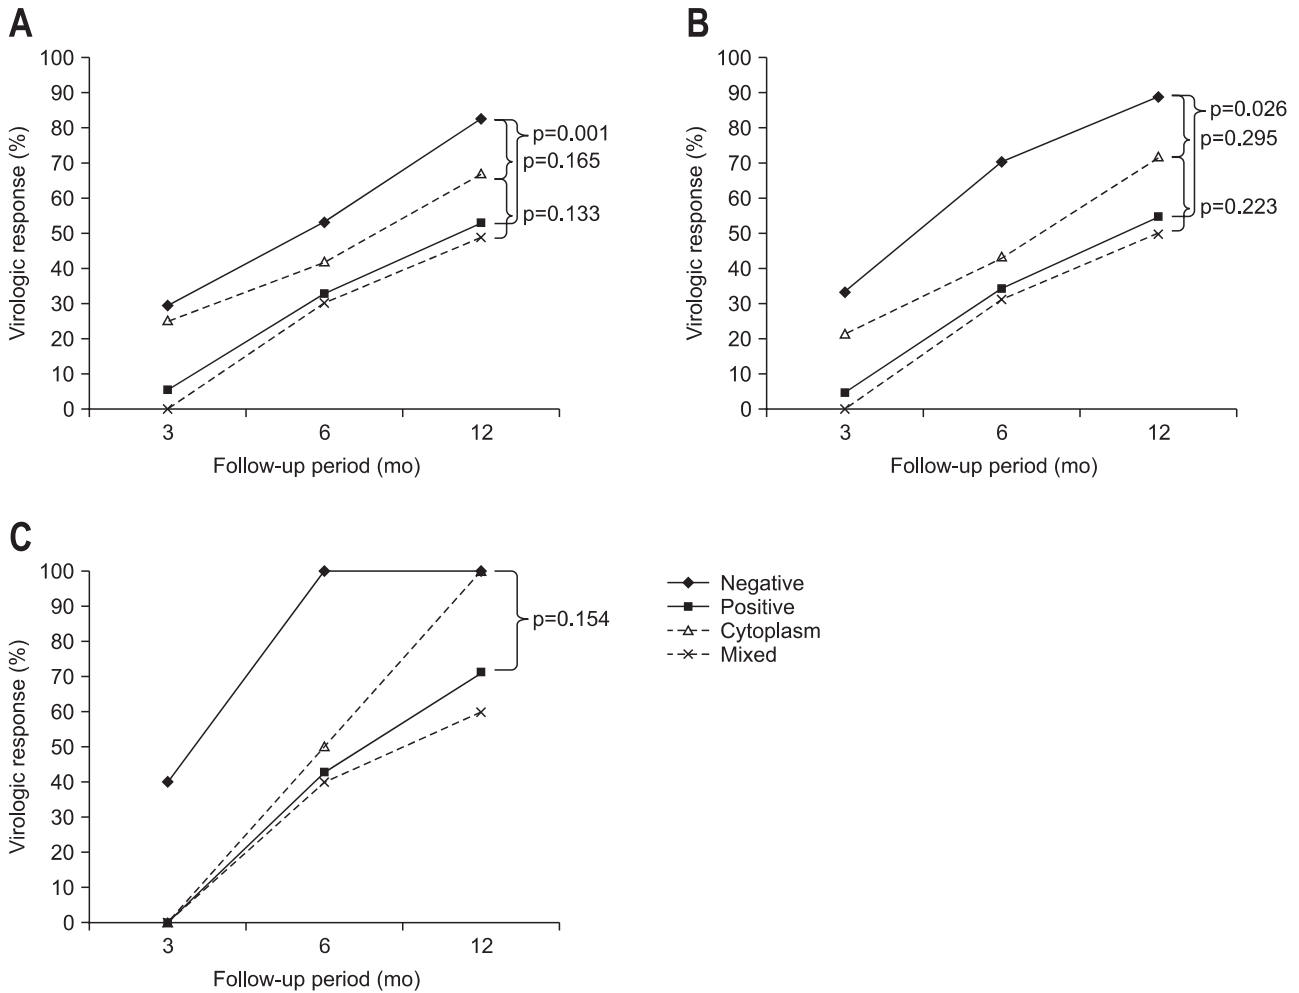 A
Virologic response (%)
100
90
80
70
60
50
40
30
20
10
0
p=0.001
p=0.165
p=0.133
3 6 12
Follow-up period (mo)
B
Virologic response (%)
100
90
80
70
60
50
40
30
20
10
0
p=0.026
p=0.295
p=0.223
3 6 12
Follow-up period (mo)
C
Virologic response (%)
100
90
80
70
60
50
40
30
20
10
0
p=0.154
3 6 12
Follow-up period (mo)
Negative
Positive
Cytoplasm
Mixed